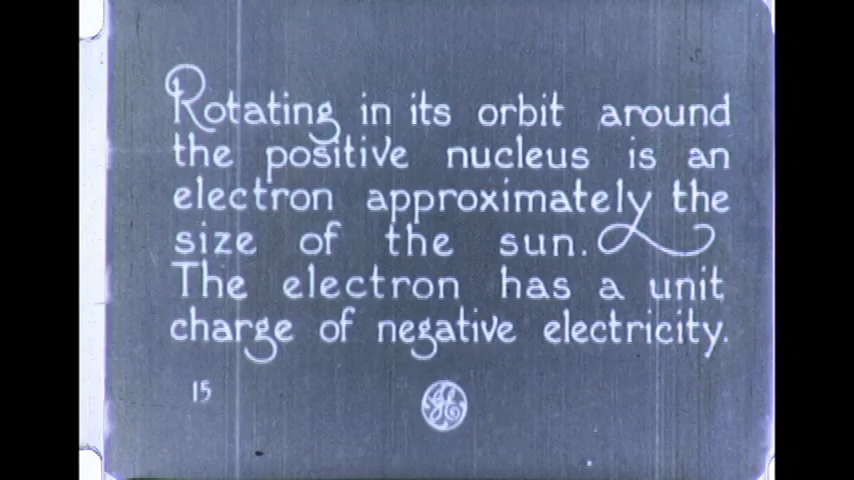 Rotating in its orbit around
the positive nucleus is an
electron approximately the
size of the sun.
The electron has a unit
charge of negative electricity.
15
GE